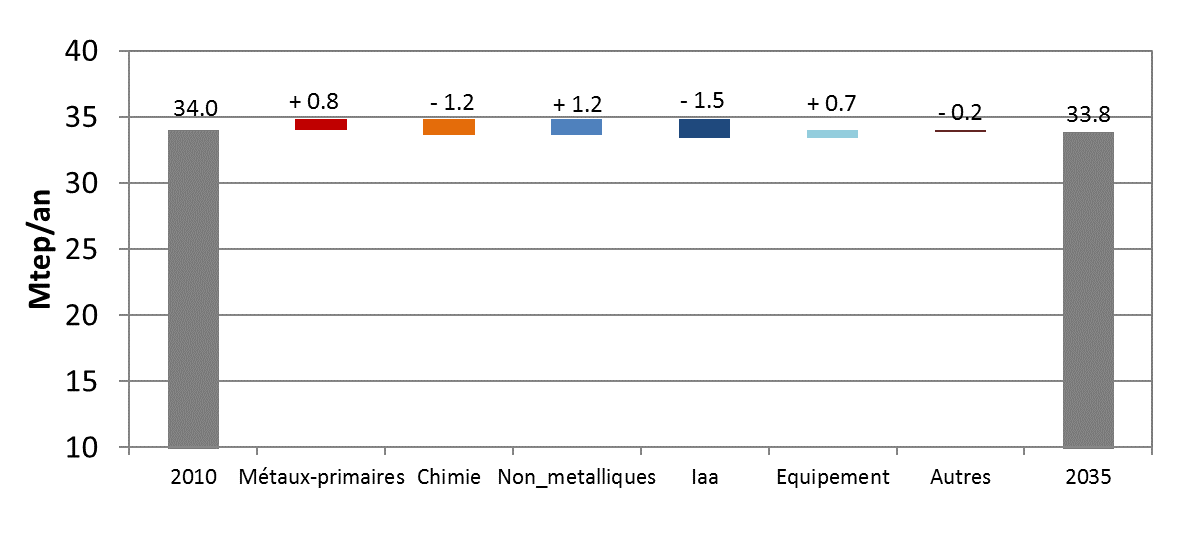 Mtep/an
40
35
30
25
20
15
10
34.0
+ 0.8
- 1.2
+ 1.2
- 1.5
+ 0.7
- 0.2
33.8
2010
Métaux-primaires
Chimie
Non_metalliques
Iaa
Equipement
Autres
2035